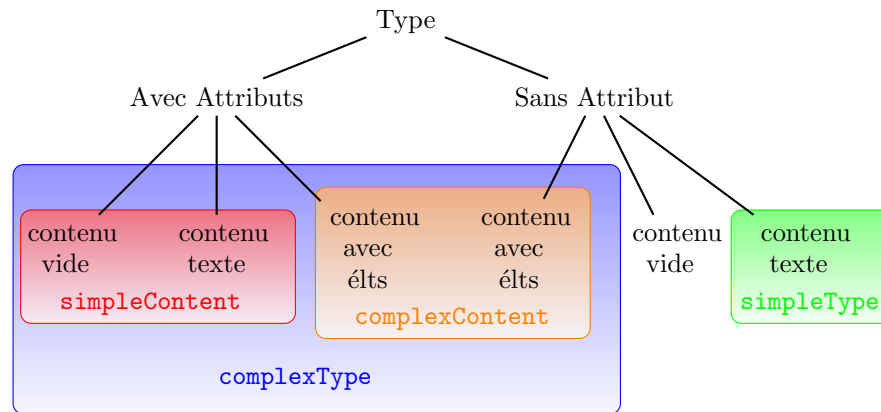 Type
Avec Attributs
Sans Attribut
contenu
vide
contenu
texte
simpleContent
contenu
avec
élts
contenu
avec
élts
complexContent
contenu
vide
contenu
texte
simpleType
complexType